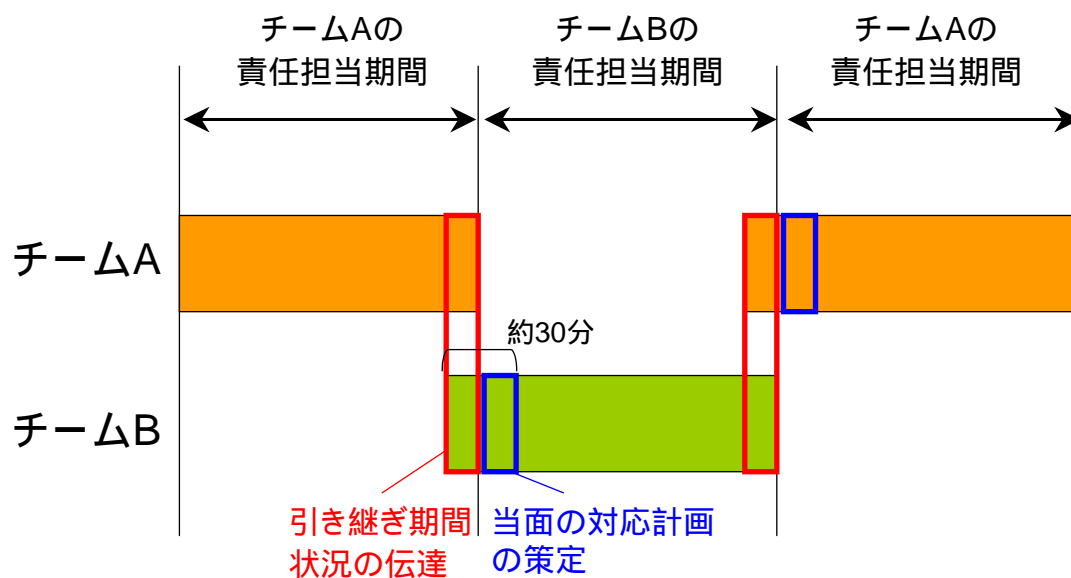 チームAの
責任担当期間
チームBの
責任担当期間
チームAの
責任担当期間
チームA
約30分
チームB
引き継ぎ期間
状況の伝達
当面の対応計画
の策定